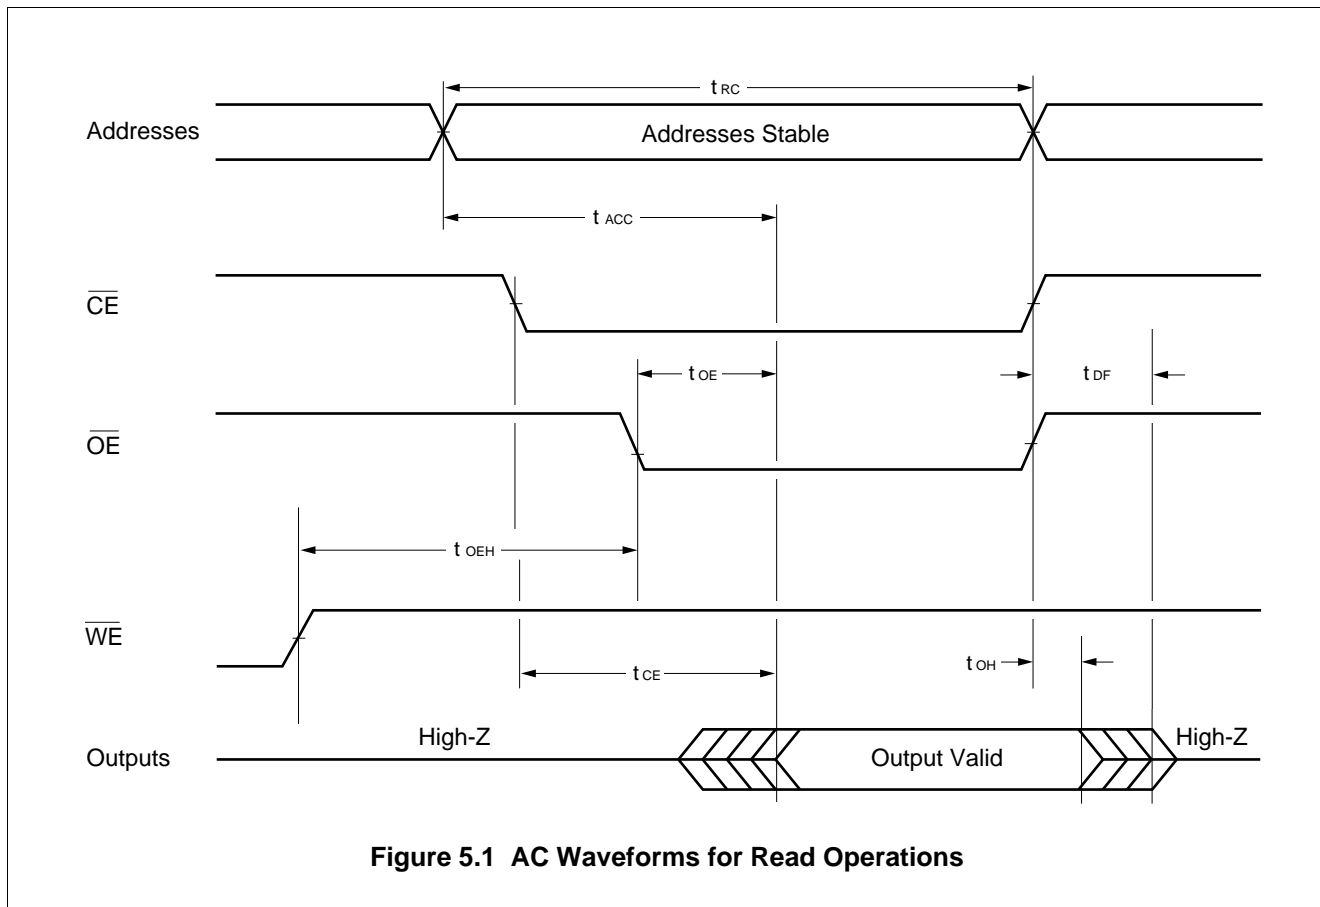 t RC
Addresses
Addresses Stable
t ACC
CE
t OE
t DF
OE
t OEH
WE
t OH
t CE
High-Z
High-Z
Outputs
Output Valid
Figure 5.1 AC Waveforms for Read Operations